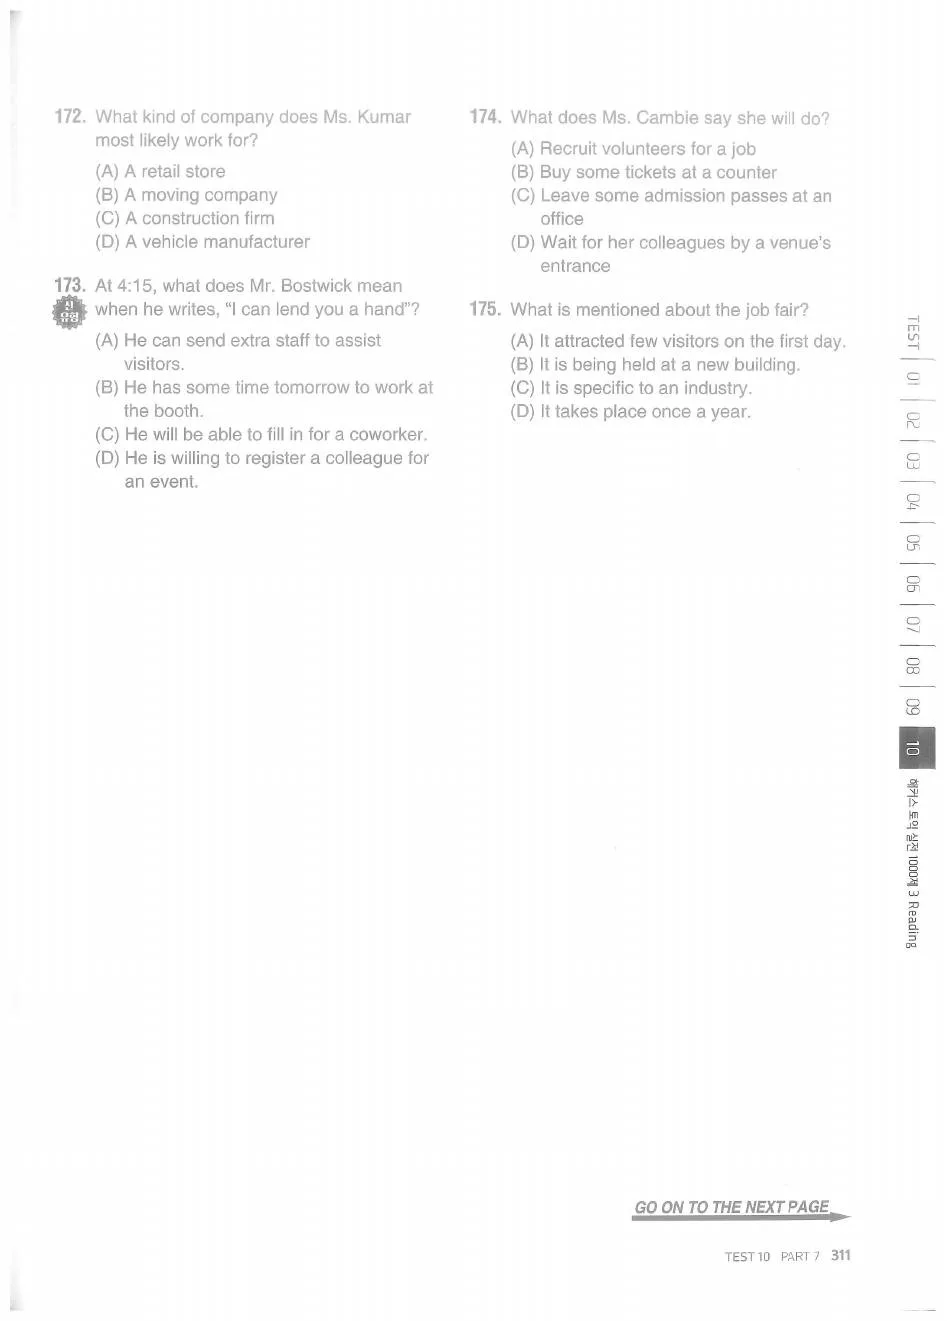 172. What kind of company does Ms. Kumar
most likely work for?
(A) A retail store
(B) A moving company
(C) A construction firm
(D) A vehicle manufacturer
173. At 4:15, what does Mr. Bostwick mean
신
유형
when he writes, “I can lend you a hand”?
(A) He can send extra staff to assist
visitors.
(B) He has some time tomorrow to work at
the booth.
(C) He will be able to fill in for a coworker.
(D) He is willing to register a colleague for
an event.
174. What does Ms. Cambie say she will do?
(A) Recruit volunteers for a job
(B) Buy some tickets at a counter
(C) Leave some admission passes at an
office
(D) Wait for her colleagues by a venue's
entrance
175. What is mentioned about the job fair?
(A) It attracted few visitors on the first day.
(B) It is being held at a new building.
(C) It is specific to an industry.
(D) It takes place once a year.
TEST 01 02 03 04 05 06 07 08 09 10 해커스 토익 실전 1000제 3 Reading
GO ON TO THE NEXT PAGE
TEST 10 PART 7 311